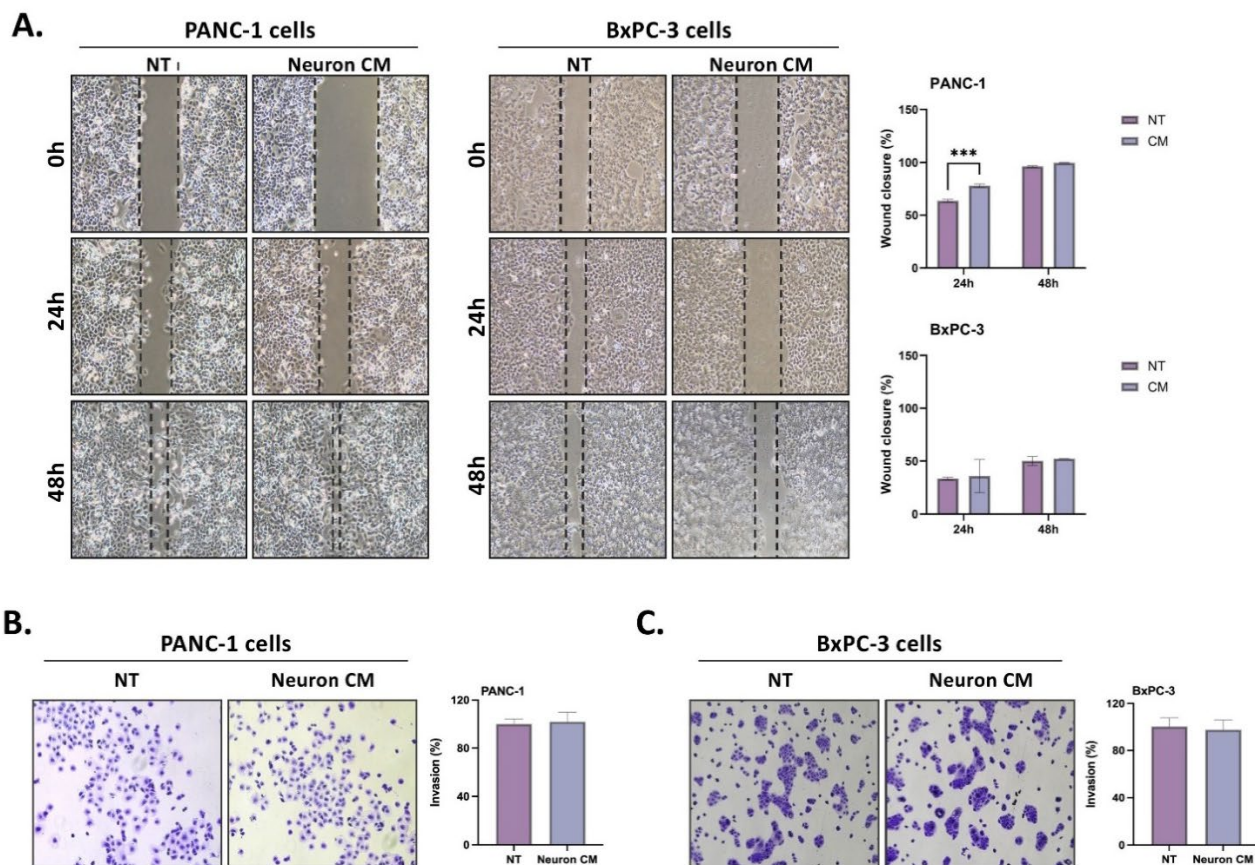 A.
PANC-1 cells
NT
Neuron CM
0h
24h
48h
BxPC-3 cells
NT
Neuron CM
0h
24h
48h
PANC-1
Wound closure (%)
150
100
50
0
***
24h
48h
NT
CM
BxPC-3
Wound closure (%)
150
100
50
0
24h
48h
NT
CM
B.
PANC-1 cells
NT
Neuron CM
PANC-1
Invasion (%)
120
80
40
0
NT
Neuron CM
C.
BxPC-3 cells
NT
Neuron CM
BxPC-3
Invasion (%)
120
80
40
0
NT
Neuron CM